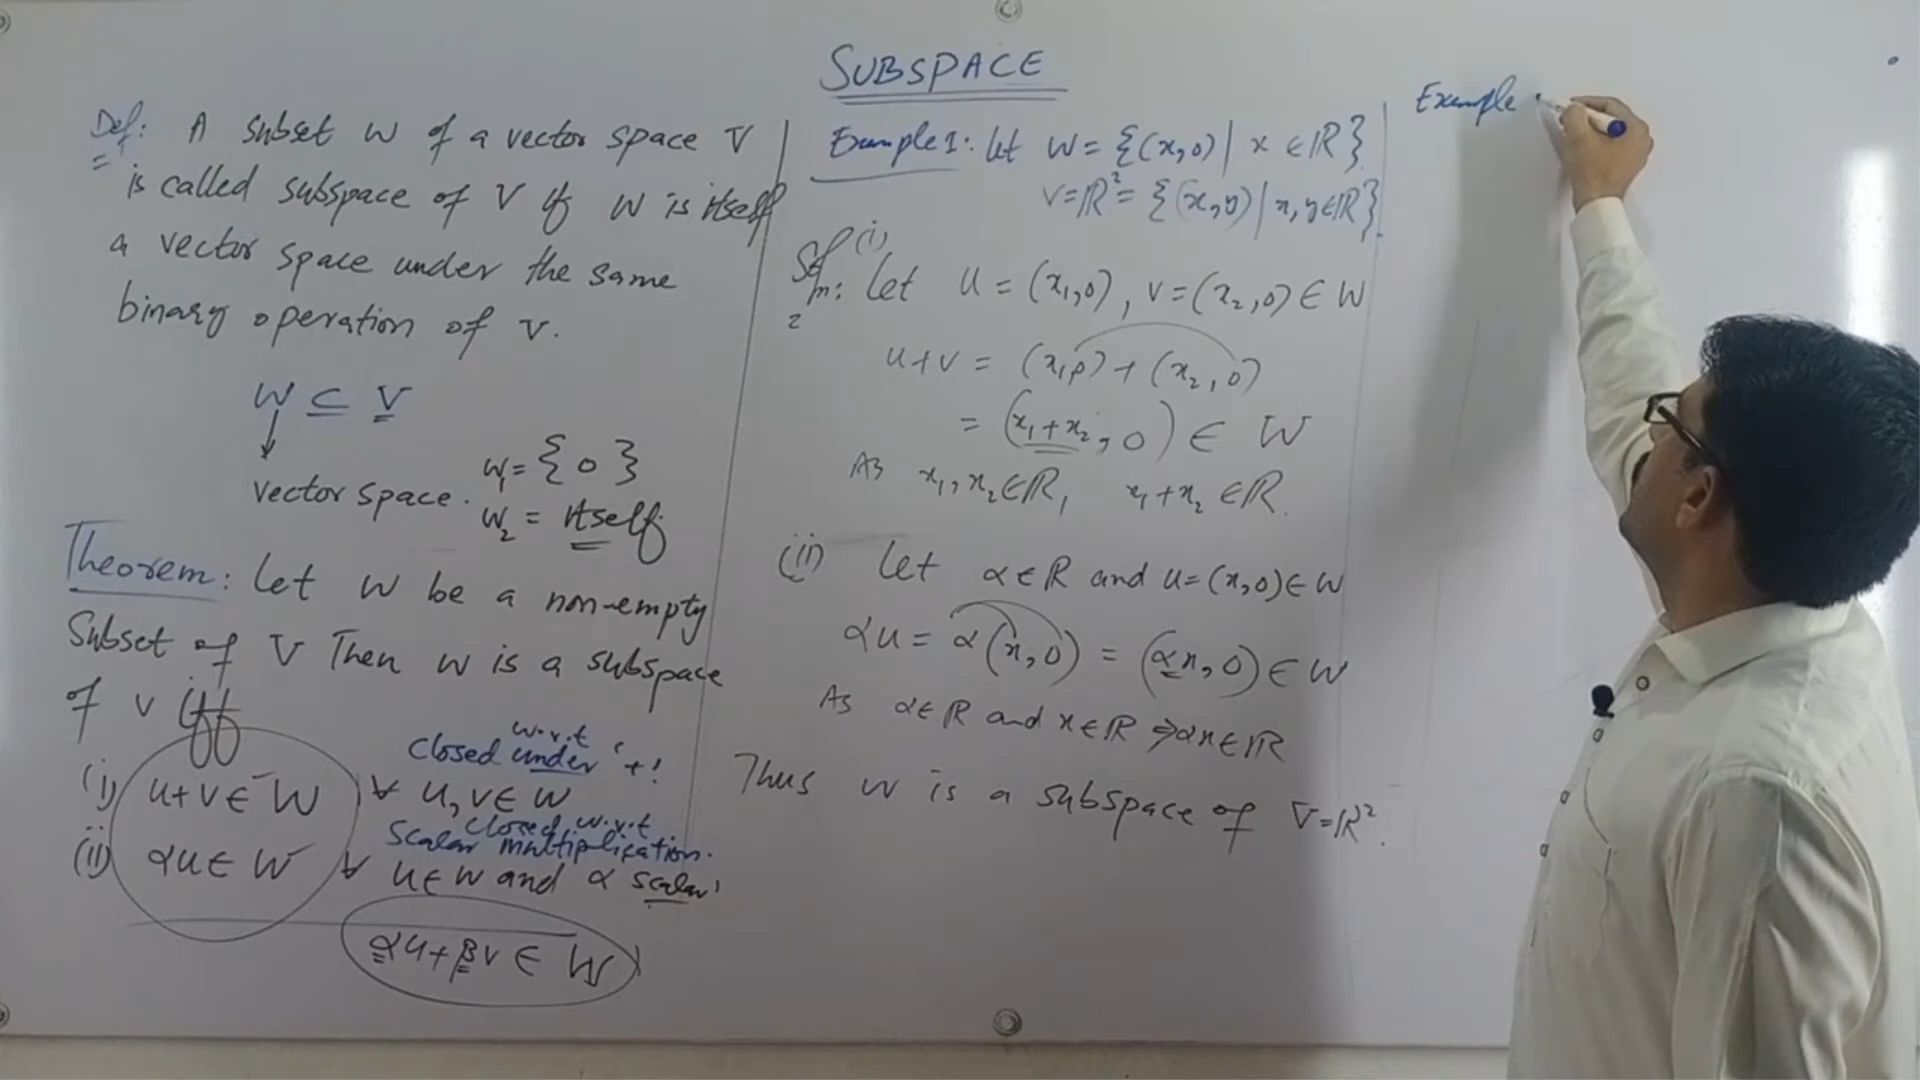 SUBSPACE
Def: A subset W of a vector space V
is called subspace of V if W is itself
a vector space under the same
binary operation of V.
W ⊂ V
↓
vector space.
W₁ = {0}
W₂ = itself
Theorem: Let W be a non-empty
Subset of V Then W is a subspace
of V iff
closed under w.r.t '+'
(i) u+v ∈ W ∀ u, v ∈ W
closed w.r.t
scalar multiplication.
(ii) αu ∈ W ∀ u ∈ W and α scalar
αu+βv ∈ W
Example 1: let W = {(x,0) | x ∈ ℝ}
V=ℝ² = {(x,y) | x, y ∈ ℝ}.
Solⁿ: (i) Let u = (x₁,0), v = (x₂,0) ∈ W
u+v = (x₁,0) + (x₂,0)
= (x₁+x₂, 0) ∈ W
As x₁, x₂ ∈ ℝ, x₁+x₂ ∈ ℝ.
(ii) Let α ∈ ℝ and u = (x,0) ∈ W
αu = α(x,0) = (αx,0) ∈ W
As α ∈ ℝ and x ∈ ℝ ⇒ αx ∈ ℝ
Thus W is a subspace of V=ℝ².
Example